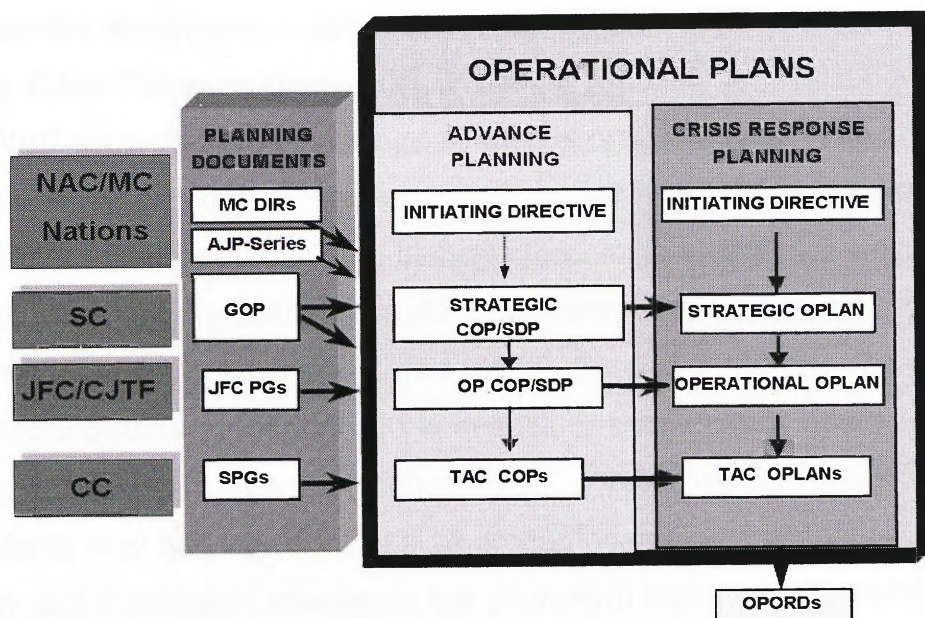 OPERATIONAL PLANS
PLANNING
DOCUMENTS
ADVANCE
PLANNING
CRISIS RESPONSE
PLANNING
NAC/MC
Nations
MC DIRs
AJP-Series
INITIATING DIRECTIVE
INITIATING DIRECTIVE
SC
GOP
STRATEGIC
COP/SDP
STRATEGIC OPLAN
JFC/CJTF
JFC PGs
OP COP/SDP
OPERATIONAL OPLAN
CC
SPGs
TAC COPs
TAC OPLANs
OPORDs